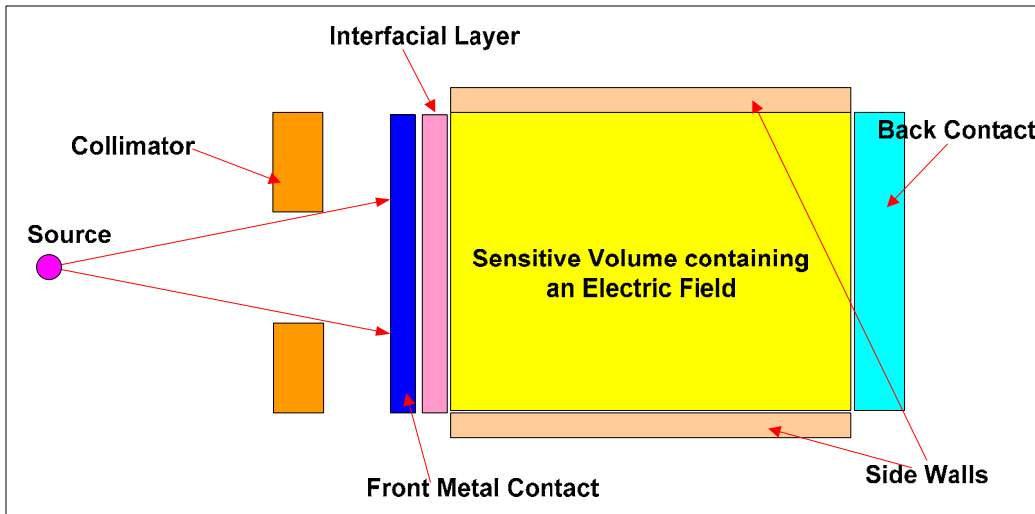 Interfacial Layer
Collimator
Back Contact
Source
Sensitive Volume containing
an Electric Field
Side Walls
Front Metal Contact